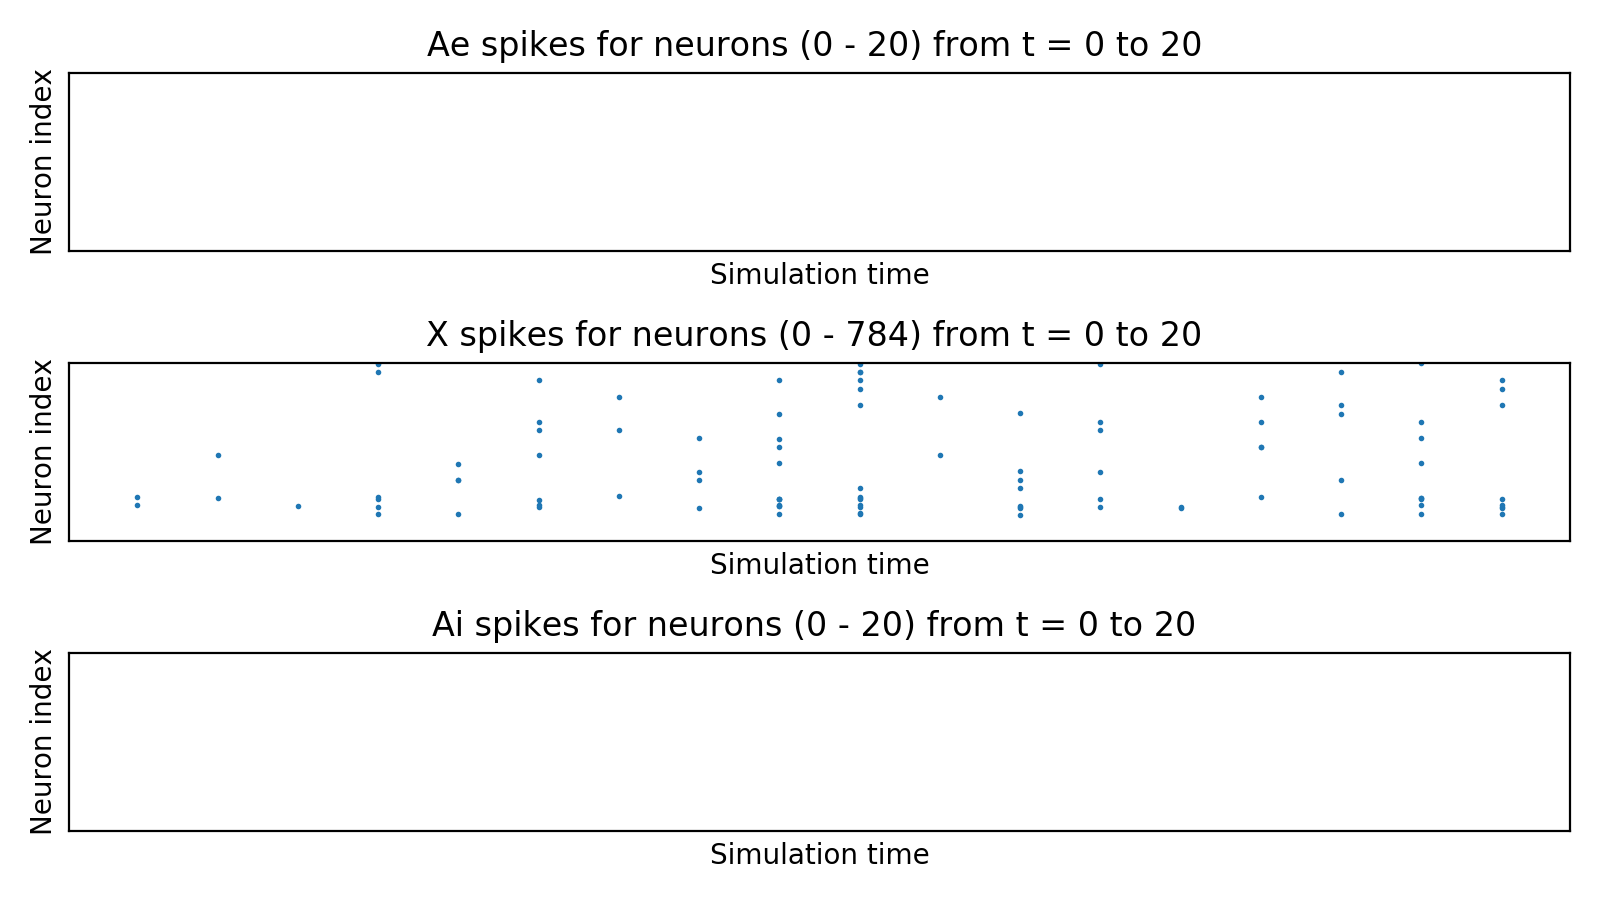 Ae spikes for neurons (0 - 20) from t = 0 to 20
Neuron index
Simulation time
X spikes for neurons (0 - 784) from t = 0 to 20
Neuron index
Simulation time
Ai spikes for neurons (0 - 20) from t = 0 to 20
Neuron index
Simulation time